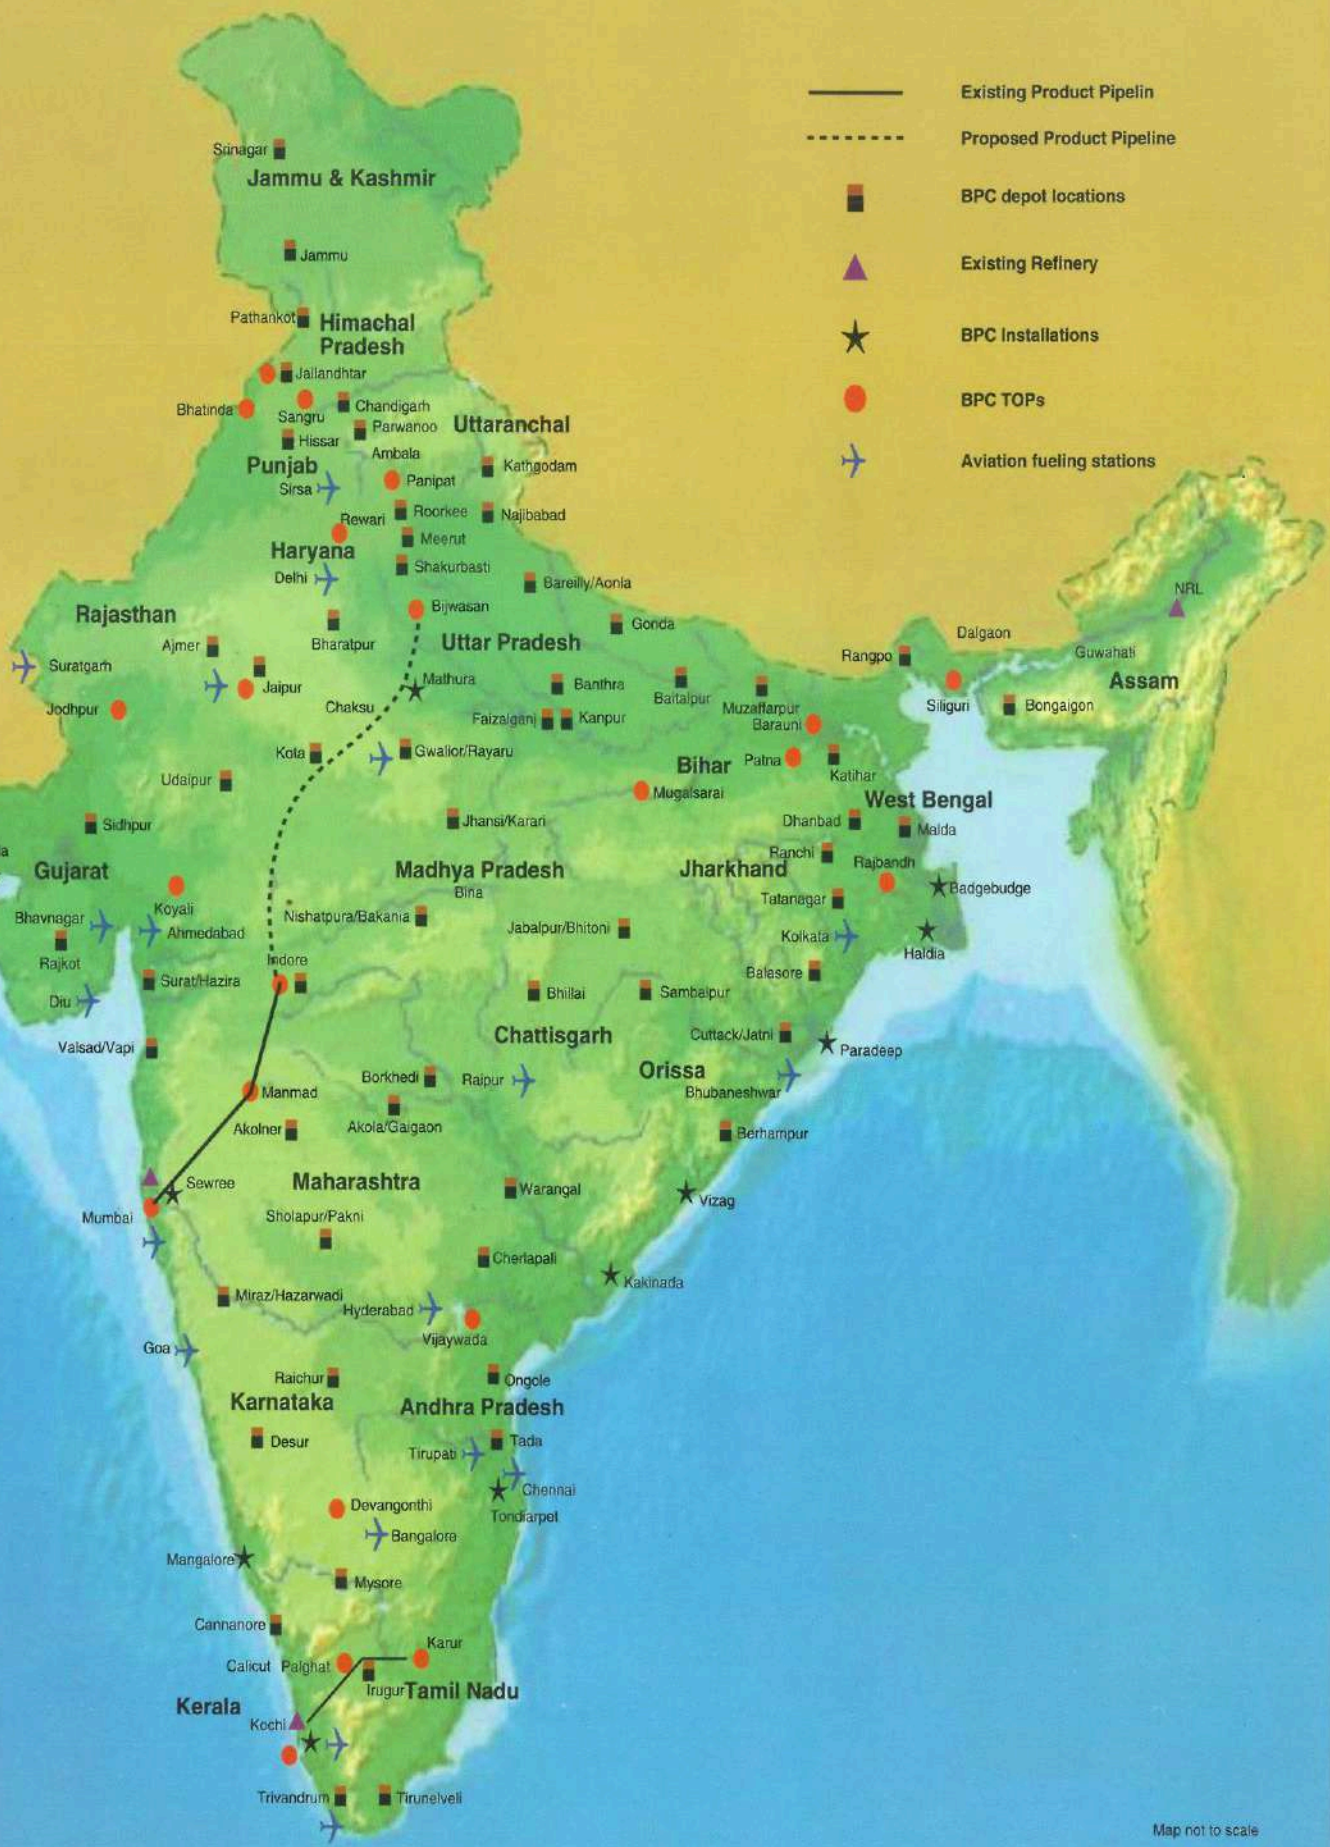 Existing Product Pipelin
Proposed Product Pipeline
BPC depot locations
Existing Refinery
BPC Installations
BPC TOPs
Aviation fueling stations
Srinagar
Jammu & Kashmir
Jammu
Pathankot
Himachal
Pradesh
Jallandhtar
Bhatinda
Sangru
Chandigarh
Parwanoo
Uttaranchal
Hissar
Ambala
Punjab
Kathgodam
Sirsa
Panipat
Rewari
Roorkee
Najibabad
Meerut
Haryana
Shakurbasti
Delhi
Bareilly/Aonla
NRL
Rajasthan
Bijwasan
Gonda
Ajmer
Bharatpur
Uttar Pradesh
Dalgaon
Rangpo
Guwahati
Suratgarh
Jaipur
Mathura
Banthra
Baitalpur
Assam
Jodhpur
Chaksu
Faizalganj
Kanpur
Muzaffarpur
Barauni
Siliguri
Bongaigon
Kota
Gwalior/Rayaru
Bihar
Patna
Katihar
Udaipur
Mugalsarai
West Bengal
Sidhpur
Jhansi/Karari
Dhanbad
Malda
la
Ranchi
Rajbandh
Gujarat
Madhya Pradesh
Jharkhand
Bina
Badgebudge
Koyali
Tatanagar
Bhavnagar
Nishatpura/Bakania
Jabalpur/Bhitoni
Ahmedabad
Kolkata
Haldia
Rajkot
Indore
Surat/Hazira
Balasore
Diu
Bhillai
Sambalpur
Valsad/Vapi
Chattisgarh
Cuttack/Jatni
Paradeep
Borkhedi
Raipur
Orissa
Manmad
Bhubaneshwar
Akolner
Akola/Gaigaon
Berhampur
Sewree
Maharashtra
Warangal
Vizag
Mumbai
Sholapur/Pakni
Cherlapali
Kakinada
Miraz/Hazarwadi
Hyderabad
Vijaywada
Goa
Raichur
Ongole
Karnataka
Andhra Pradesh
Desur
Tada
Tirupati
Chennai
Devangonthi
Tondiarpet
Bangalore
Mangalore
Mysore
Cannanore
Karur
Calicut
Palghat
Irugur
Tamil Nadu
Kerala
Kochi
Trivandrum
Tirunelveli
Map not to scale